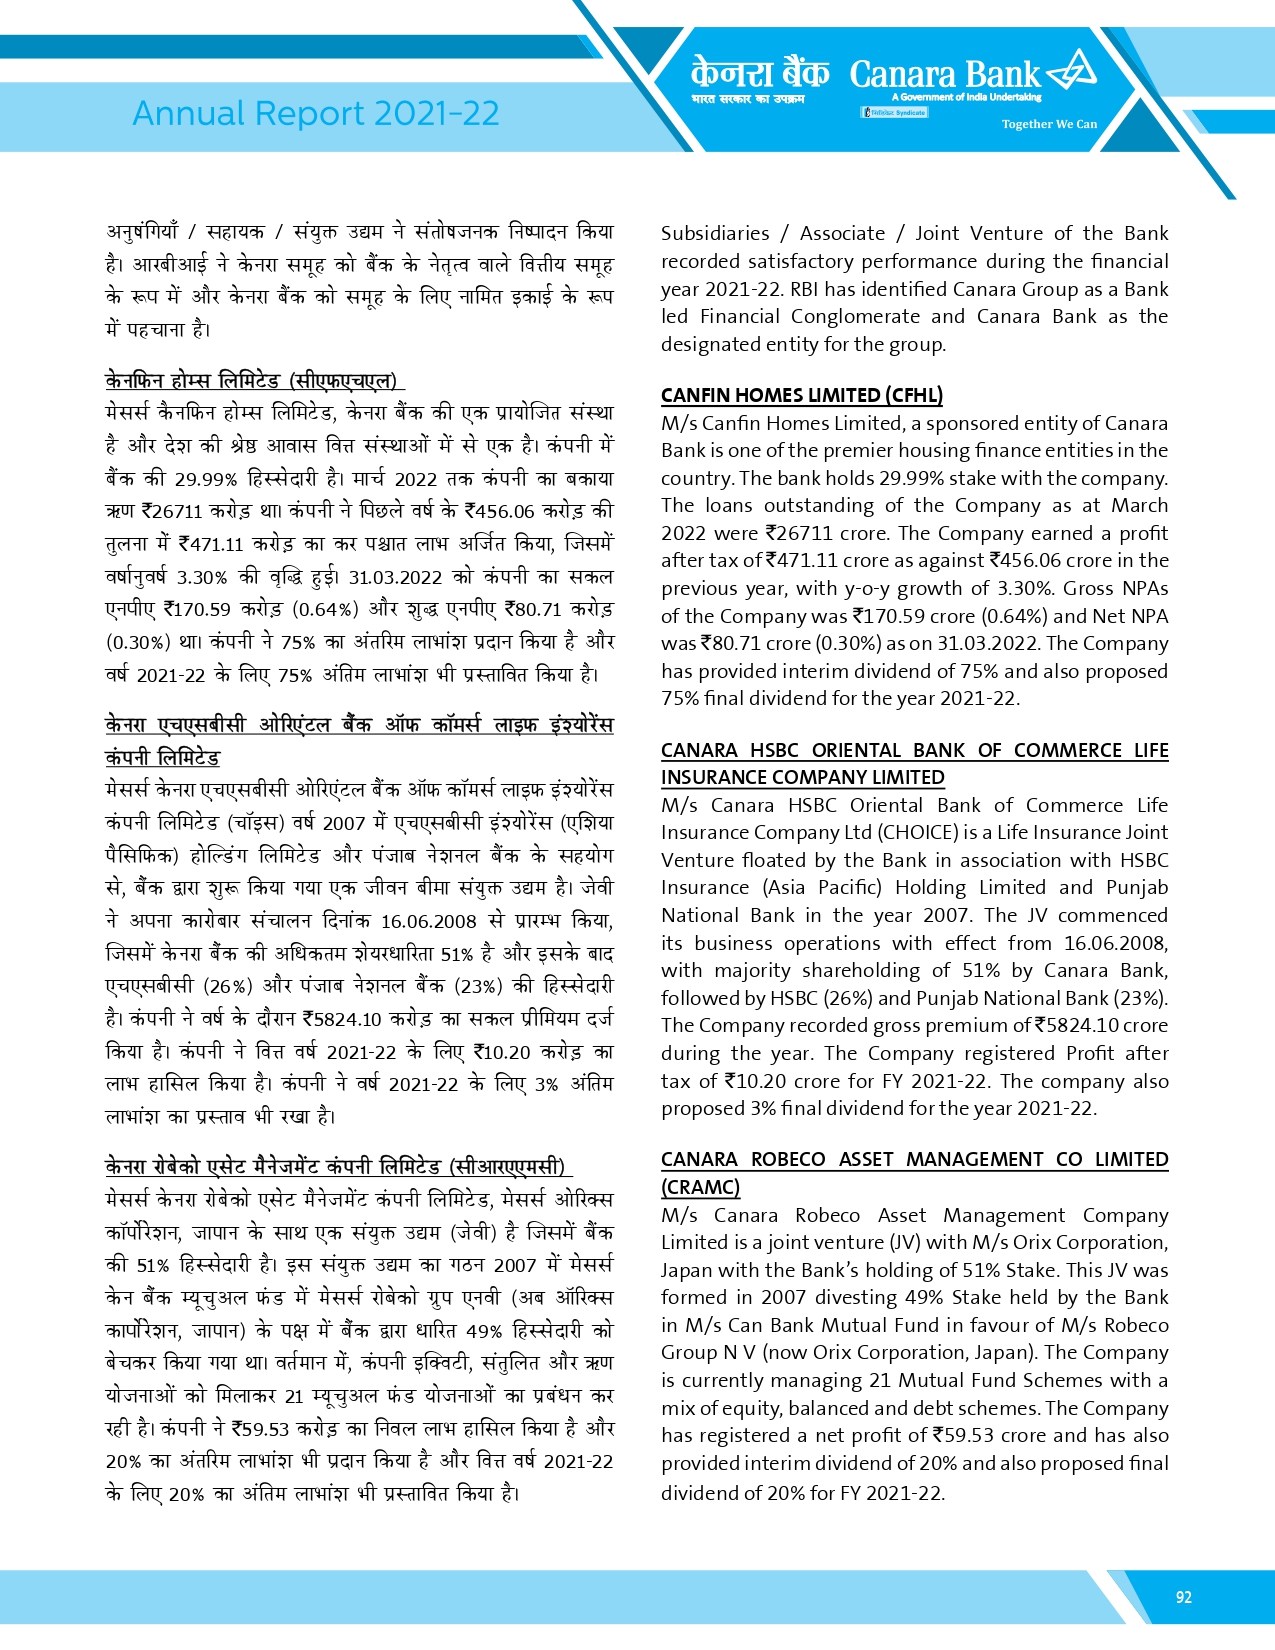 Annual Report 2021-22
केनरा बैंक Canara Bank
भारत सरकार का उपक्रम
A Government of India Undertaking
Syndicate
Together We Can
अनुषंगियाँ / सहायक / संयुक्त उद्यम ने संतोषजनक निष्पादन किया
है। आरबीआई ने केनरा समूह को बैंक के नेतृत्व वाले वित्तीय समूह
के रूप में और केनरा बैंक को समूह के लिए नामित इकाई के रूप
में पहचाना है।
केनफिन होम्स लिमिटेड (सीएफएचएल)
मेसर्स कैनफिन होम्स लिमिटेड, केनरा बैंक की एक प्रायोजित संस्था
है और देश की श्रेष्ठ आवास वित्त संस्थाओं में से एक है। कंपनी में
बैंक की 29.99% हिस्सेदारी है। मार्च 2022 तक कंपनी का बकाया
ऋण ₹26711 करोड़ था। कंपनी ने पिछले वर्ष के ₹456.06 करोड़ की
तुलना में ₹471.11 करोड़ का कर पश्चात लाभ अर्जित किया, जिसमें
वर्षानुवर्ष 3.30% की वृद्धि हुई। 31.03.2022 को कंपनी का सकल
एनपीए ₹170.59 करोड़ (0.64%) और शुद्ध एनपीए ₹80.71 करोड़
(0.30%) था। कंपनी ने 75% का अंतरिम लाभांश प्रदान किया है और
वर्ष 2021-22 के लिए 75% अंतिम लाभांश भी प्रस्तावित किया है।
केनरा एचएसबीसी ओरिएंटल बैंक ऑफ कॉमर्स लाइफ इंश्योरेंस
कंपनी लिमिटेड
मेसर्स केनरा एचएसबीसी ओरिएंटल बैंक ऑफ कॉमर्स लाइफ इंश्योरेंस
कंपनी लिमिटेड (चॉइस) वर्ष 2007 में एचएसबीसी इंश्योरेंस (एशिया
पैसिफिक) होल्डिंग लिमिटेड और पंजाब नेशनल बैंक के सहयोग
से, बैंक द्वारा शुरू किया गया एक जीवन बीमा संयुक्त उद्यम है। जेवी
ने अपना कारोबार संचालन दिनांक 16.06.2008 से प्रारम्भ किया,
जिसमें केनरा बैंक की अधिकतम शेयरधारिता 51% है और इसके बाद
एचएसबीसी (26%) और पंजाब नेशनल बैंक (23%) की हिस्सेदारी
है। कंपनी ने वर्ष के दौरान ₹5824.10 करोड़ का सकल प्रीमियम दर्ज
किया है। कंपनी ने वित्त वर्ष 2021-22 के लिए ₹10.20 करोड़ का
लाभ हासिल किया है। कंपनी ने वर्ष 2021-22 के लिए 3% अंतिम
लाभांश का प्रस्ताव भी रखा है।
केनरा रोबेको एसेट मैनेजमेंट कंपनी लिमिटेड (सीआरएएमसी)
मेसर्स केनरा रोबेको एसेट मैनेजमेंट कंपनी लिमिटेड, मेसर्स ओरिक्स
कॉर्पोरेशन, जापान के साथ एक संयुक्त उद्यम (जेवी) है जिसमें बैंक
की 51% हिस्सेदारी है। इस संयुक्त उद्यम का गठन 2007 में मेसर्स
केन बैंक म्यूचुअल फंड में मेसर्स रोबेको ग्रुप एनवी (अब ऑरिक्स
कार्पोरेशन, जापान) के पक्ष में बैंक द्वारा धारित 49% हिस्सेदारी को
बेचकर किया गया था। वर्तमान में, कंपनी इक्विटी, संतुलित और ऋण
योजनाओं को मिलाकर 21 म्यूचुअल फंड योजनाओं का प्रबंधन कर
रही है। कंपनी ने ₹59.53 करोड़ का निवल लाभ हासिल किया है और
20% का अंतरिम लाभांश भी प्रदान किया है और वित्त वर्ष 2021-22
के लिए 20% का अंतिम लाभांश भी प्रस्तावित किया है।
Subsidiaries / Associate / Joint Venture of the Bank
recorded satisfactory performance during the financial
year 2021-22. RBI has identified Canara Group as a Bank
led Financial Conglomerate and Canara Bank as the
designated entity for the group.
CANFIN HOMES LIMITED (CFHL)
M/s Canfin Homes Limited, a sponsored entity of Canara
Bank is one of the premier housing finance entities in the
country. The bank holds 29.99% stake with the company.
The loans outstanding of the Company as at March
2022 were ₹26711 crore. The Company earned a profit
after tax of ₹471.11 crore as against ₹456.06 crore in the
previous year, with y-o-y growth of 3.30%. Gross NPAs
of the Company was ₹170.59 crore (0.64%) and Net NPA
was ₹80.71 crore (0.30%) as on 31.03.2022. The Company
has provided interim dividend of 75% and also proposed
75% final dividend for the year 2021-22.
CANARA HSBC ORIENTAL BANK OF COMMERCE LIFE
INSURANCE COMPANY LIMITED
M/s Canara HSBC Oriental Bank of Commerce Life
Insurance Company Ltd (CHOICE) is a Life Insurance Joint
Venture floated by the Bank in association with HSBC
Insurance (Asia Pacific) Holding Limited and Punjab
National Bank in the year 2007. The JV commenced
its business operations with effect from 16.06.2008,
with majority shareholding of 51% by Canara Bank,
followed by HSBC (26%) and Punjab National Bank (23%).
The Company recorded gross premium of ₹5824.10 crore
during the year. The Company registered Profit after
tax of ₹10.20 crore for FY 2021-22. The company also
proposed 3% final dividend for the year 2021-22.
CANARA ROBECO ASSET MANAGEMENT CO LIMITED
(CRAMC)
M/s Canara Robeco Asset Management Company
Limited is a joint venture (JV) with M/s Orix Corporation,
Japan with the Bank’s holding of 51% Stake. This JV was
formed in 2007 divesting 49% Stake held by the Bank
in M/s Can Bank Mutual Fund in favour of M/s Robeco
Group N V (now Orix Corporation, Japan). The Company
is currently managing 21 Mutual Fund Schemes with a
mix of equity, balanced and debt schemes. The Company
has registered a net profit of ₹59.53 crore and has also
provided interim dividend of 20% and also proposed final
dividend of 20% for FY 2021-22.
92